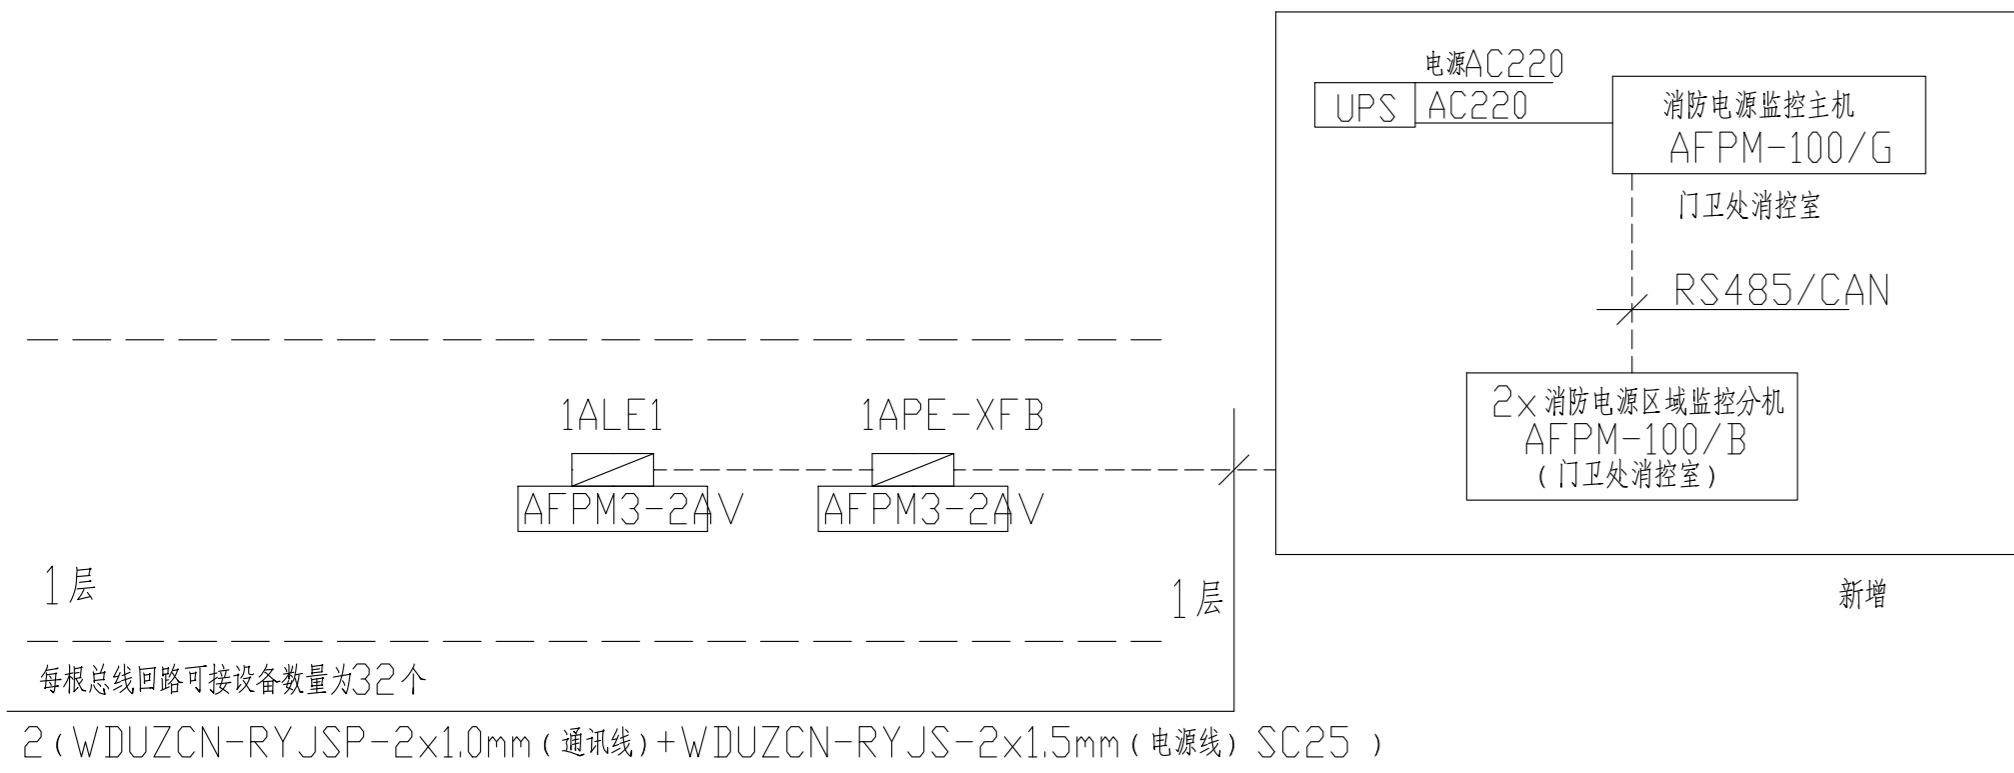 电源AC220
UPS
AC220
消防电源监控主机
AFPM-100/G
门卫处消控室
RS485/CAN
2x消防电源区域监控分机
AFPM-100/B
(门卫处消控室)
新增
1ALE1
1APE-XFB
AFPM3-2AV
AFPM3-2AV
1层
1层
每根总线回路可接设备数量为32个
2(WDUZCN-RYJSP-2x1.0mm(通讯线)+WDUZCN-RYJS-2x1.5mm(电源线) SC25 )